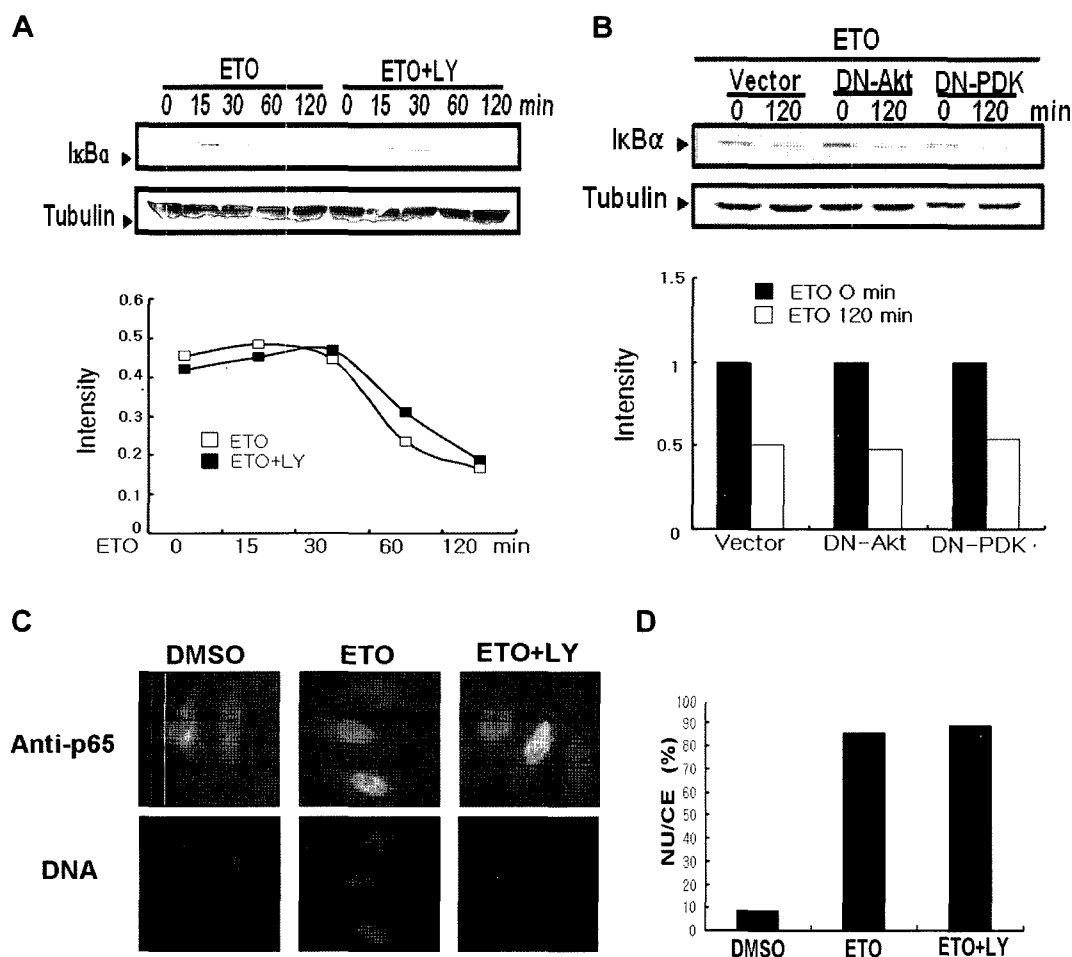 A
ETO ETO+LY
0 15 30 60 120 0 15 30 60 120 min
IκBα
Tubulin
0.6
0.5
0.4
0.3
0.2
0.1
0
Intensity
ETO
ETO+LY
ETO 0 15 30 60 120 min
B
ETO
Vector DN-Akt DN-PDK
0 120 0 120 0 120 min
IκBα
Tubulin
1.5
1
0.5
0
Intensity
ETO 0 min
ETO 120 min
Vector DN-Akt DN-PDK
C
DMSO ETO ETO+LY
Anti-p65
DNA
D
100
90
80
70
60
50
40
30
20
10
0
NU/CE (%)
DMSO ETO ETO+LY